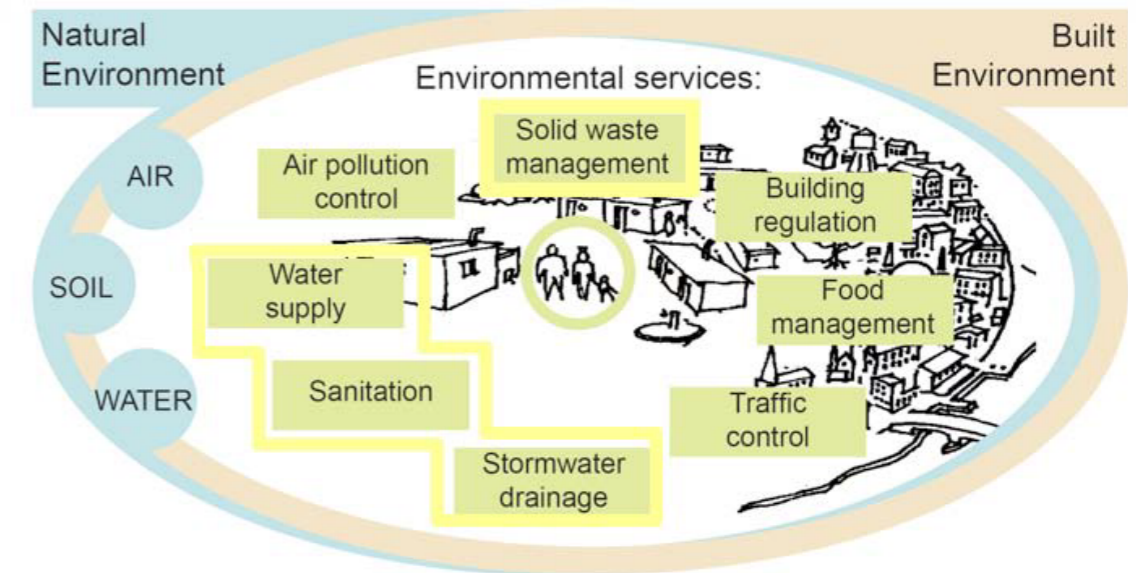 Natural
Environment
Built
Environment
Environmental services:
Solid waste
management
Air pollution
control
Building
regulation
AIR
SOIL
WATER
Water
supply
Food
management
Sanitation
Traffic
control
Stormwater
drainage